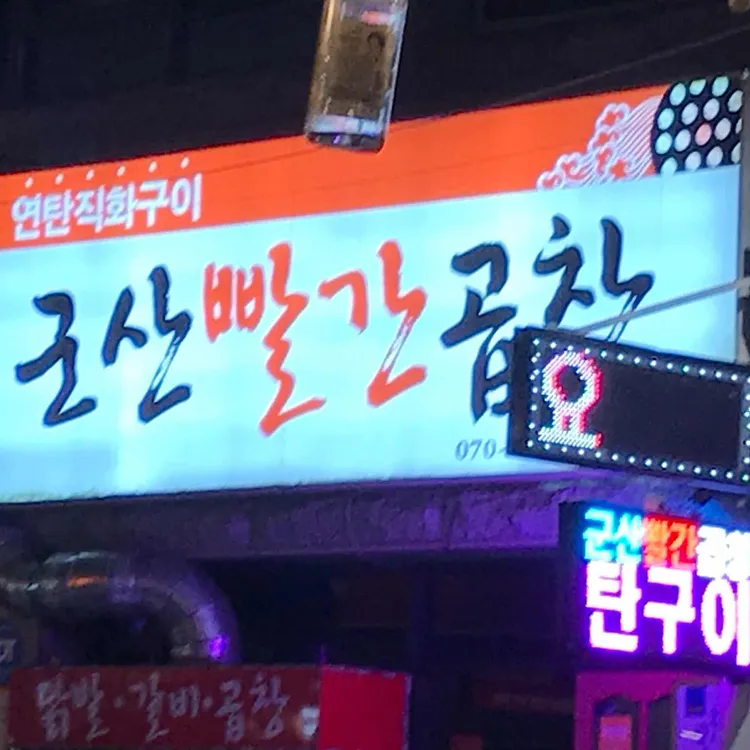 연탄직화구이
군산빨간곱창
070-
요
군산빨간곱창
탄구이
닭발·갈비·곱창